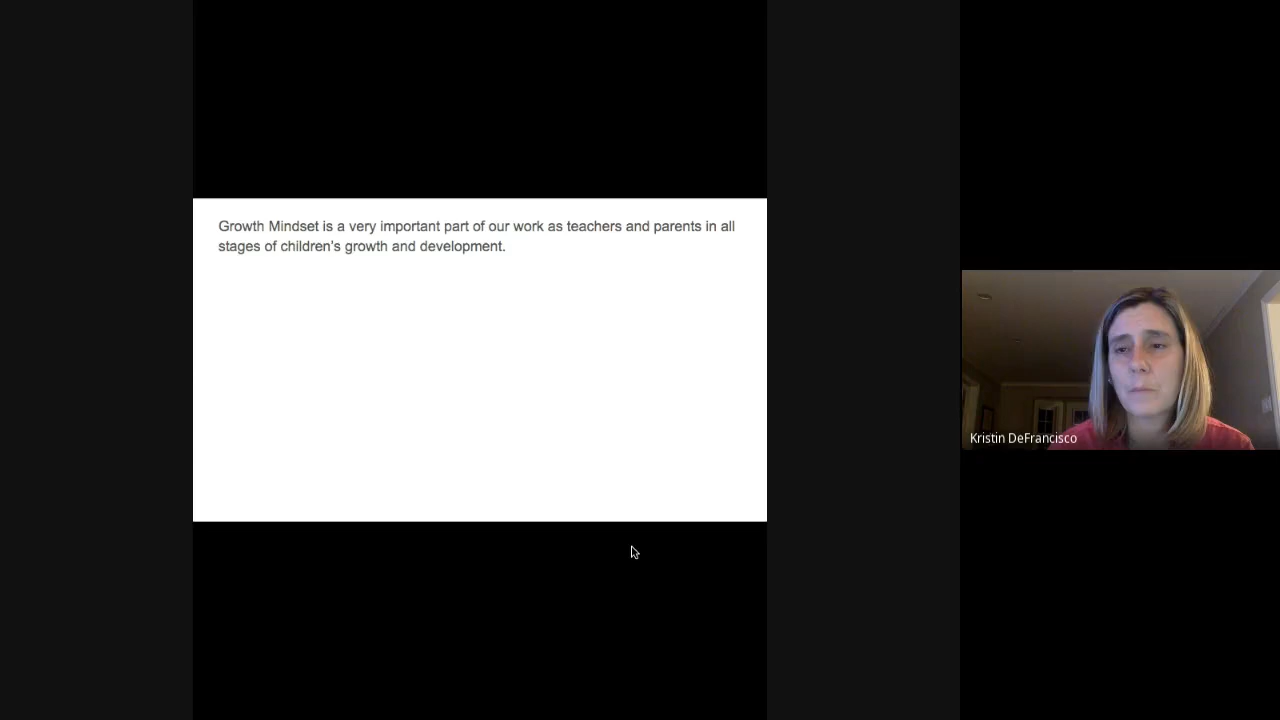 Growth Mindset is a very important part of our work as teachers and parents in all
stages of children's growth and development.
Kristin DeFrancisco